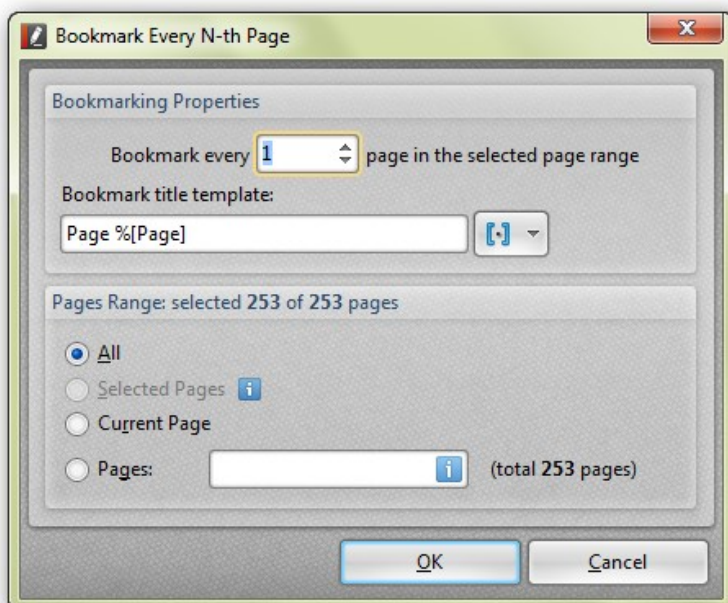 Bookmark Every N-th Page
Bookmarking Properties
Bookmark every 1 page in the selected page range
Bookmark title template:
Page %[Page]
Pages Range: selected 253 of 253 pages
All
Selected Pages
Current Page
Pages: (total 253 pages)
OK Cancel